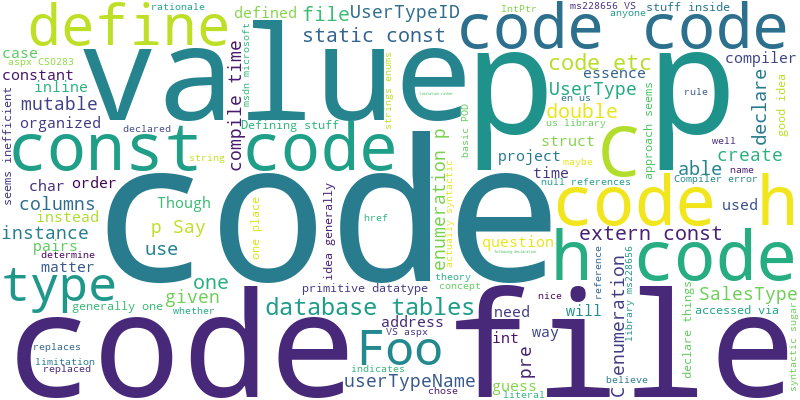 rationale
define
defined
file
UserTypeID
IntPtr
ms228656 VS
anyone
stuff inside
static const
code
code
case
aspx CS0283
constant
inline
mutable
organized
seems inefficient
value
p
p
msdn microsoft
compile time
Defining stuff
declared
strings enums
code etc
compiler
essence
UserType
en us
double
us library
declare
rule
good idea
const
code
string
basic POD
struct
C
approach seems
project
maybe
able
create
time
Compiler error
well
null references
name
char
order
columns
instead
instance
pairs
matter
determine
Though
p Say
use
one place
idea generally
code
href
enumeration p
actually syntactic
question
code
h
used
extern const
h
code
type
given
one
generally one
whether
primitive datatype
database tables
theory
concept
C enumeration
library ms228656
reference
SalesType
accessed via
declare things
syntactic sugar
code
file
replaces
limitation
replaced
address
VS aspx
Foo
indicates
userTypeName
chose
need
int
pre
way
guess
literal
will
nice
believe